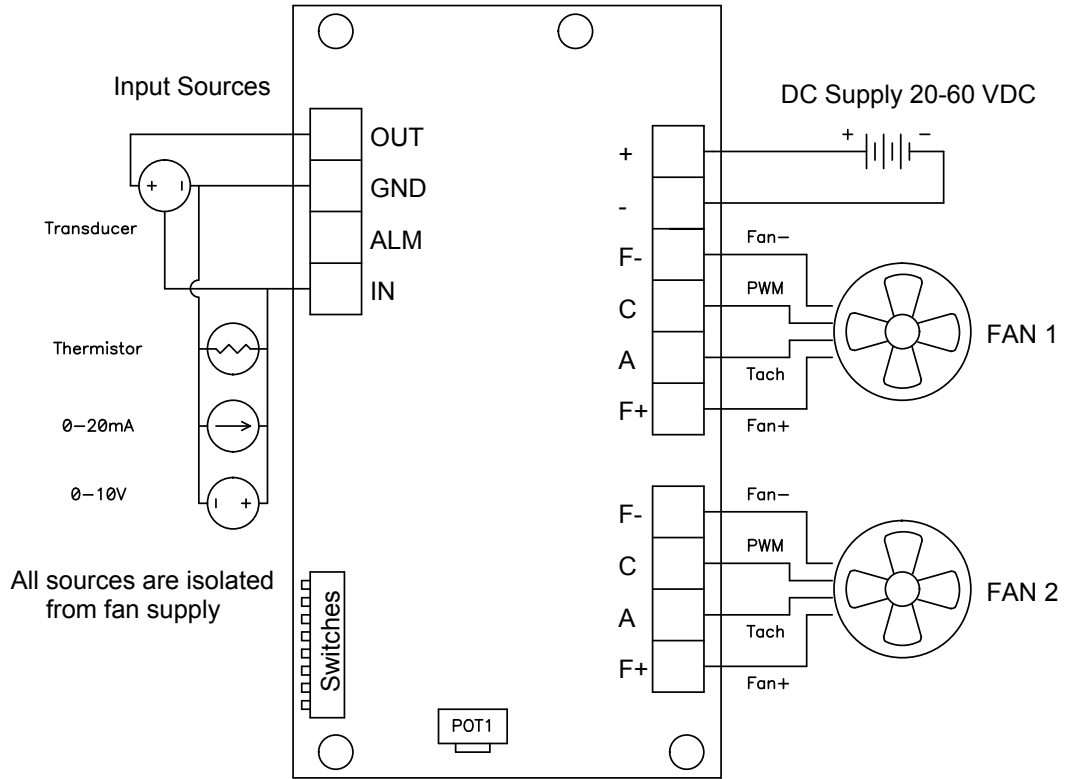 Input Sources
OUT
GND
ALM
IN
+ -
Transducer
Thermistor
0-20mA
0-10V
- +
All sources are isolated
from fan supply
Switches
POT1
DC Supply 20-60 VDC
+ -
+
-
F-
C
A
F+
Fan-
PWM
Tach
Fan+
FAN 1
F-
C
A
F+
Fan-
PWM
Tach
Fan+
FAN 2